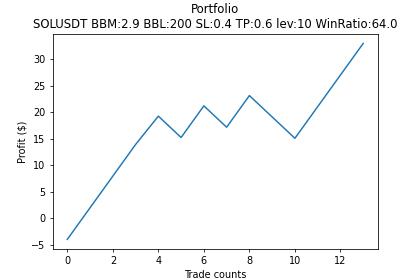 Portfolio
SOLUSDT BBM:2.9 BBL:200 SL:0.4 TP:0.6 lev:10 WinRatio:64.0
30
25
20
15
10
5
0
−5
Profit ($)
0 2 4 6 8 10 12
Trade counts